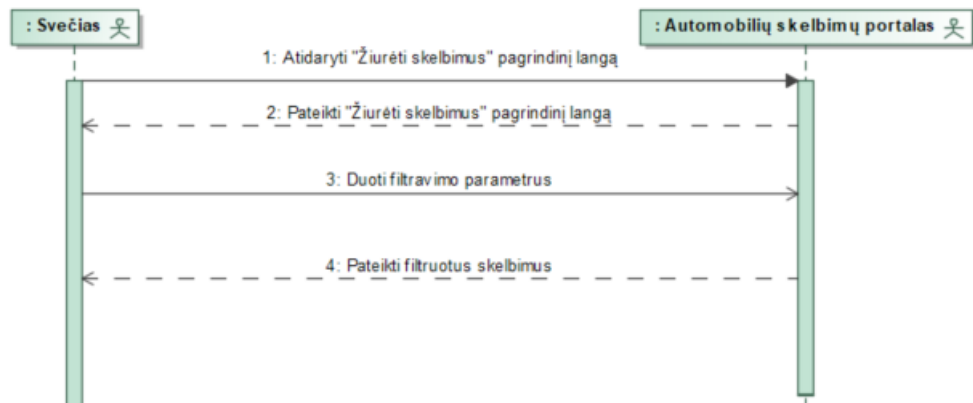 : Svečias
: Automobilių skelbimų portalas
1: Atidaryti "Žiurėti skelbimus" pagrindinį langą
2: Pateikti "Žiurėti skelbimus" pagrindinį langą
3: Duoti filtravimo parametrus
4: Pateikti filtruotus skelbimus